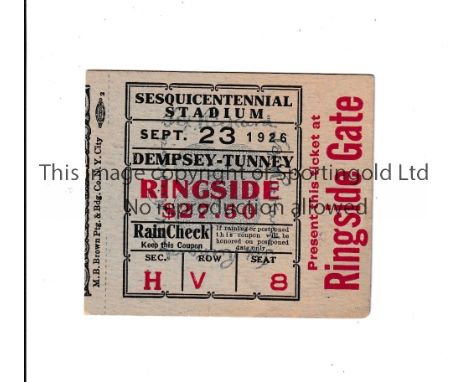 SESQUICENTENNIAL
STADIUM
SEPT. 23 1926
DEMPSEY-TUNNEY
RINGSIDE
$27.50
RainCheck
Keep this Coupon
If raining or postponed
this coupon will be
honored on postponed
date only
SEC. ROW SEAT
H V 8
Present this ticket at
Ringside Gate
M.B. Brown Ptg. & Bdg. Co. N. Y. City
This image copyright of sportingold Ltd
No reproduction allowed